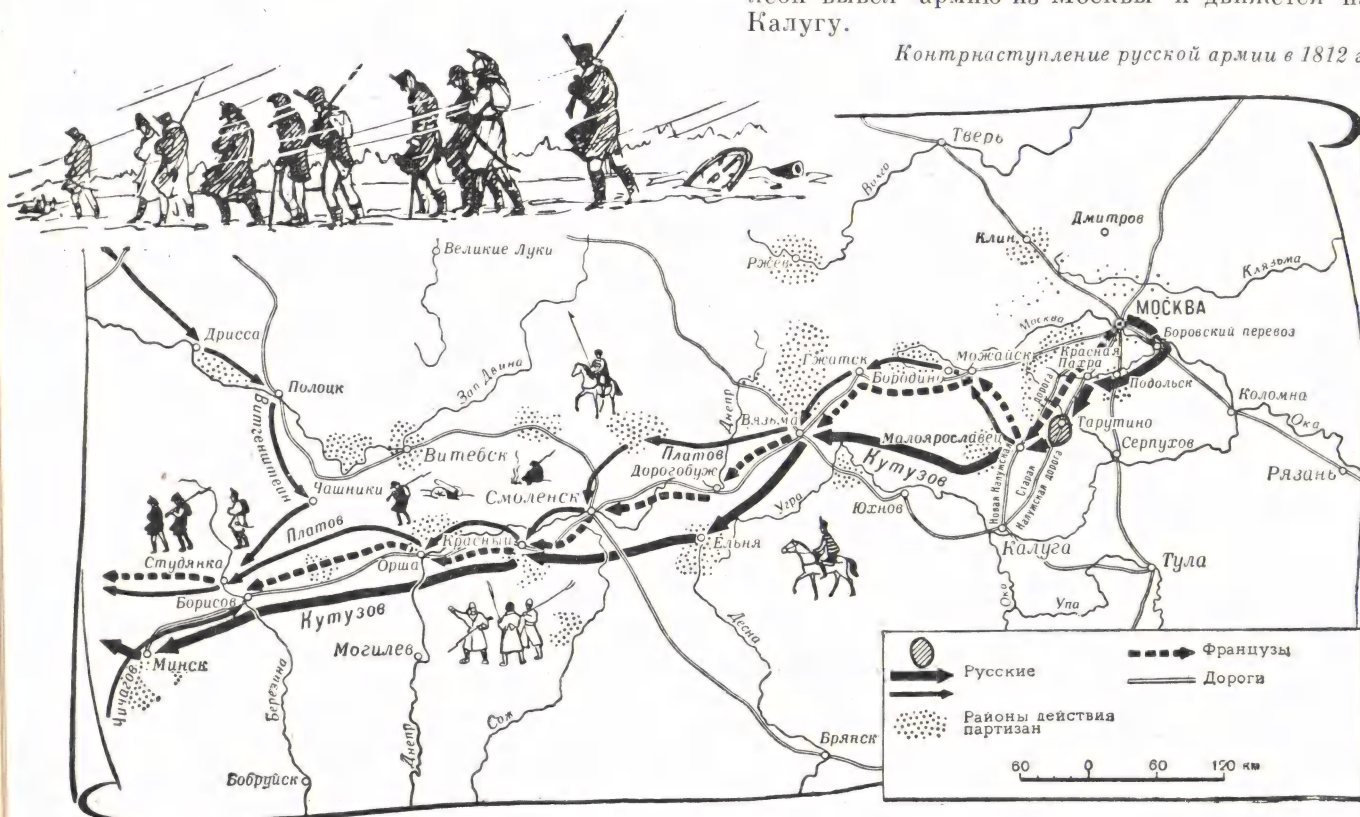 Калугу.
Контрнаступление русской армии в 1812 г
Тверь
Волга
Дмитров
Клин
Великие Луки
Ржев
Клязьма
Москва
МОСКВА
Боровский перевоз
Дрисса
Гжатск
Можайск
Красная
Пахра
Бородино
дорога
Подольск
Полоцк
Зап Двина
Коломна
Ока
Днепр
Вязьма
Тарутино
Малоярославец
Серпухов
Витгенштейн
Витебск
Платов
Кутузов
Рязань
Дорогобуж
Новая Калужская
Старая
Калужская дорога
Чашники
Смоленск
Угра
Юхнов
Платов
Красный
Ельня
Калуга
Тула
Студянка
Орша
Борисов
Кутузов
Ока
Упа
Десна
Могилев
Минск
Чичагов
Березина
Днепр
Сож
Брянск
Бобруйск
Русские
Французы
Дороги
Районы действия
партизан
60 0 60 120 км